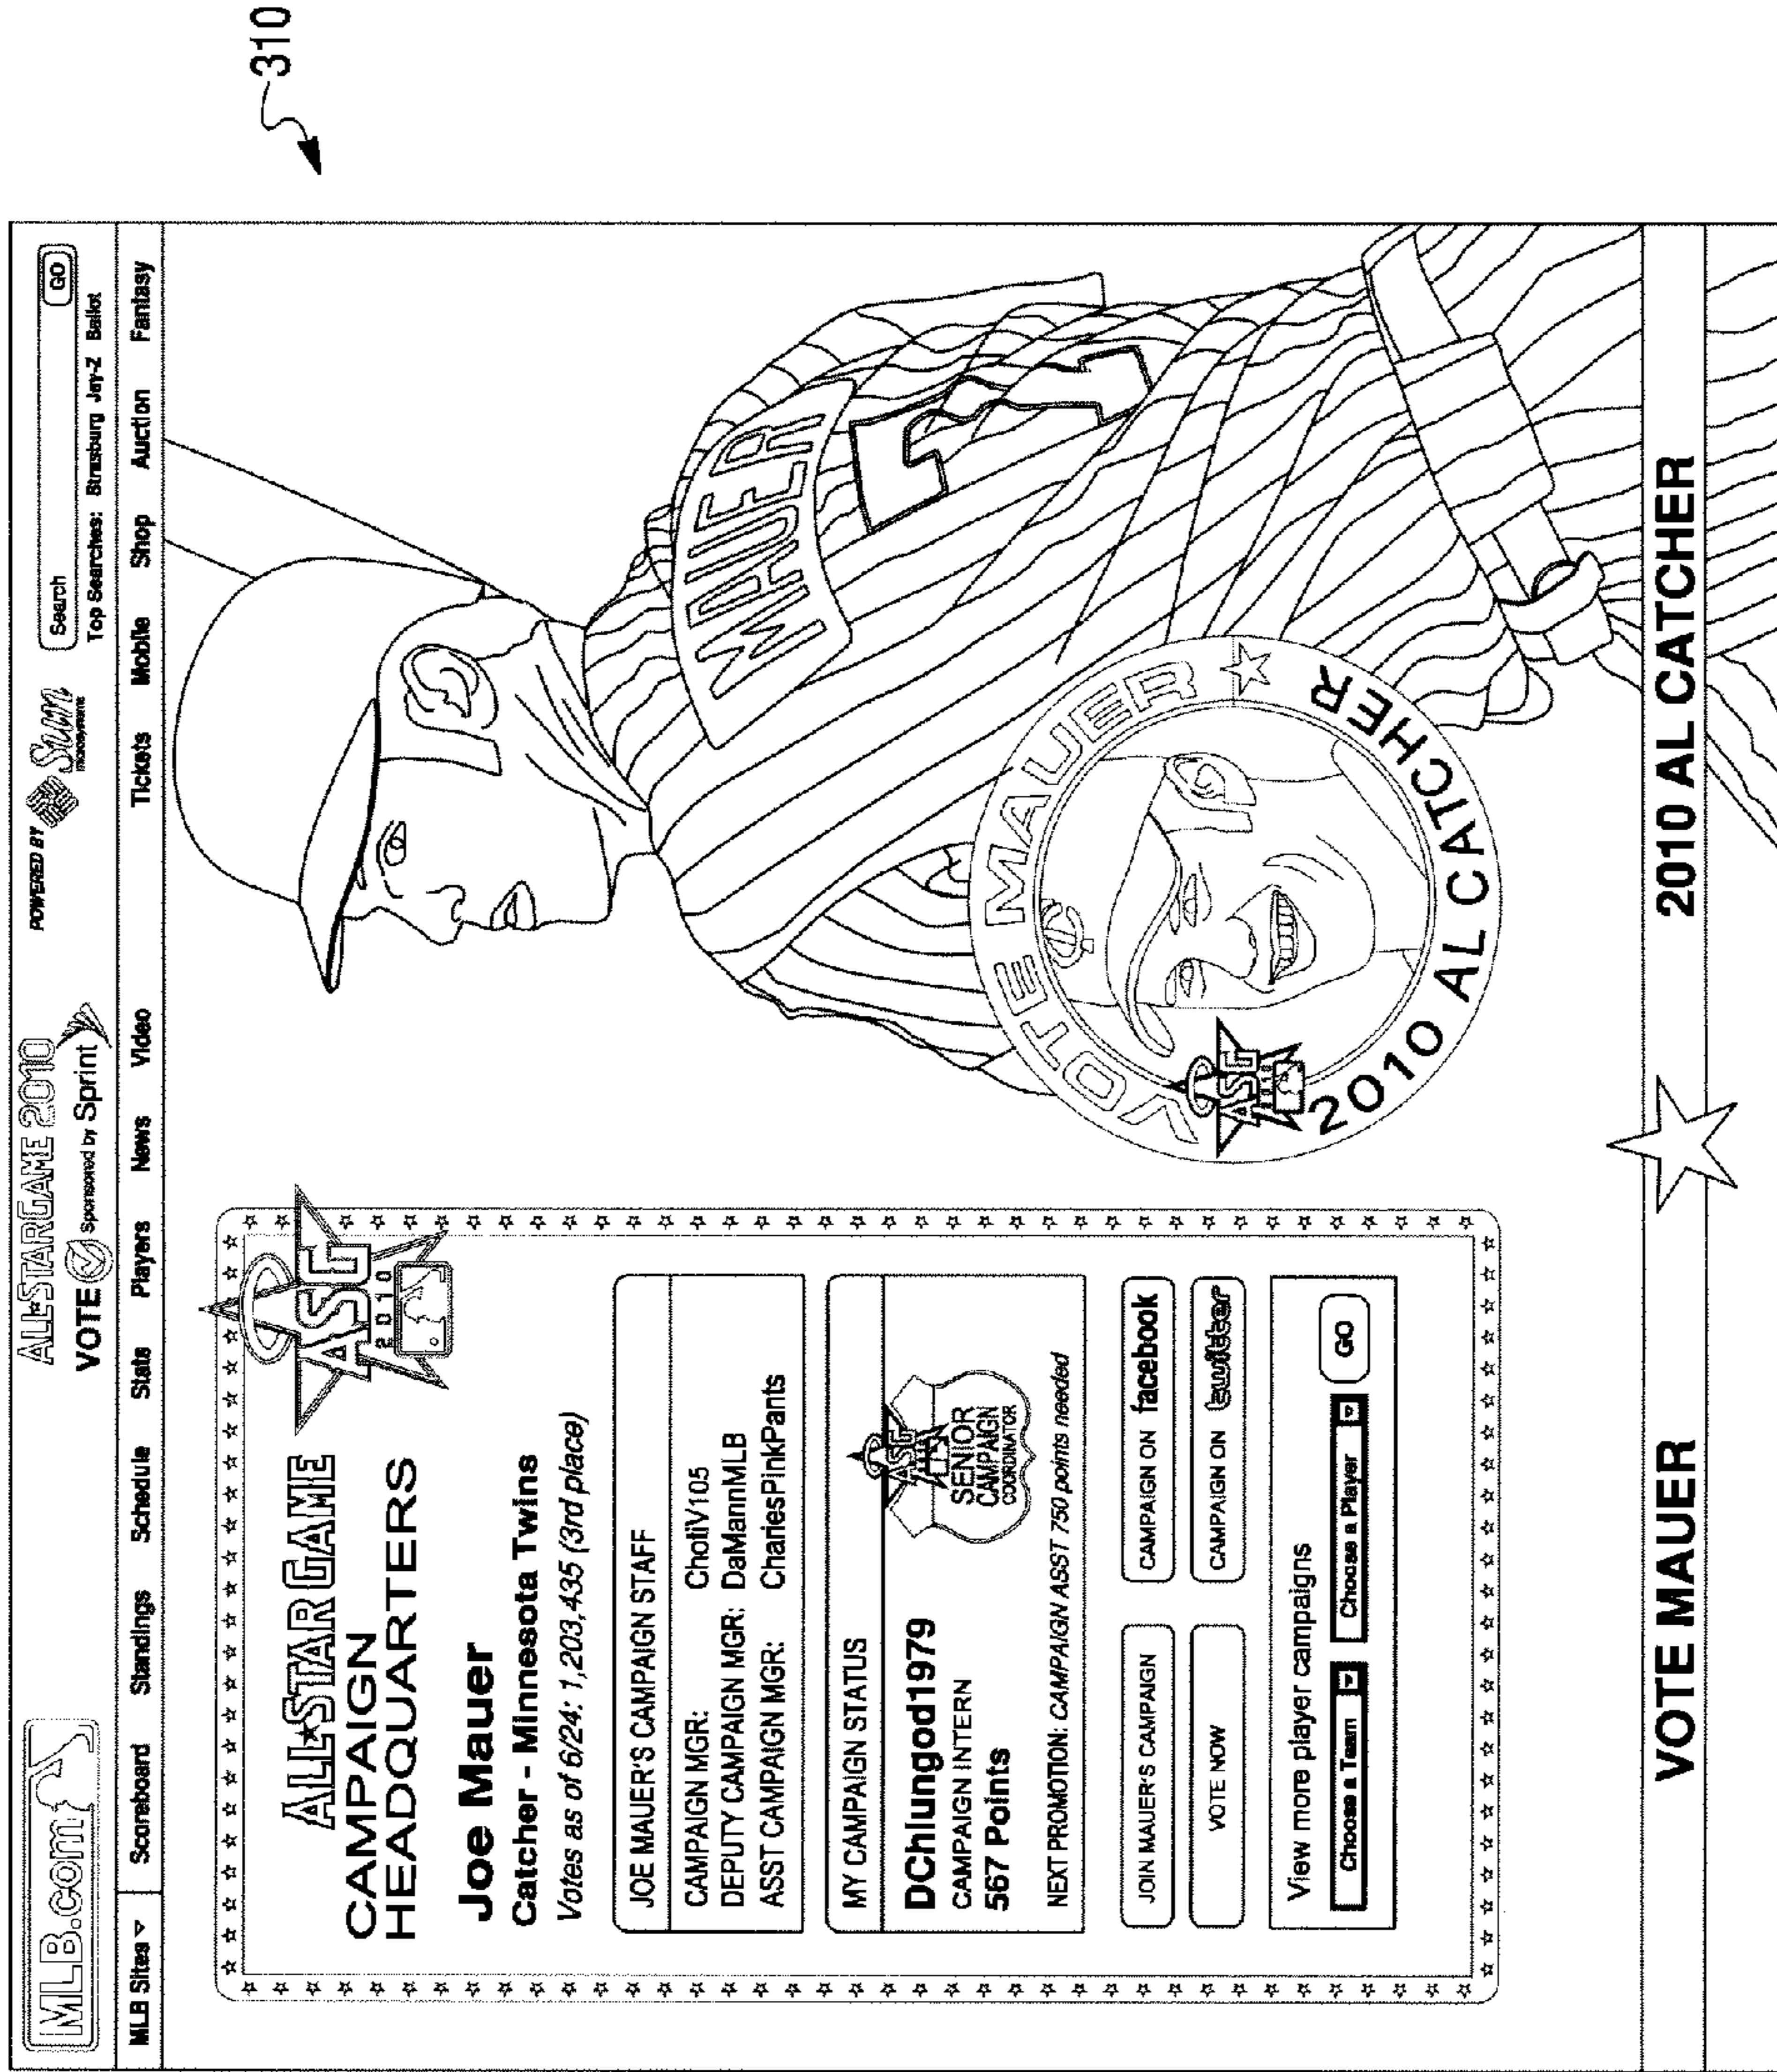 310
MLB.com
ALL★STAR GAME 2010
VOTE Sponsored by Sprint
POWERED BY Sun microsystems
Search GO
Top Searches: Strasburg Jay-Z Ballot
MLB Sites Scoreboard Standings Schedule Stats Players News Video Tickets Mobile Shop Auction Fantasy
ALL★STAR GAME
CAMPAIGN
HEADQUARTERS
ASG
2010
Joe Mauer
Catcher - Minnesota Twins
Votes as of 6/24: 1,203,435 (3rd place)
JOE MAUER'S CAMPAIGN STAFF
CAMPAIGN MGR: ChotiV105
DEPUTY CAMPAIGN MGR: DaMannMLB
ASST CAMPAIGN MGR: CharlesPinkPants
MY CAMPAIGN STATUS
DChlungod1979
CAMPAIGN INTERN
567 Points
ASG
SENIOR
CAMPAIGN
COORDINATOR
NEXT PROMOTION: CAMPAIGN ASST 750 points needed
JOIN MAUER'S CAMPAIGN
CAMPAIGN ON facebook
VOTE NOW
CAMPAIGN ON twitter
View more player campaigns
Choose a Team Choose a Player GO
MAUER
7
VOTE MAUER
ASG
2010
2010 AL CATCHER
VOTE MAUER 2010 AL CATCHER